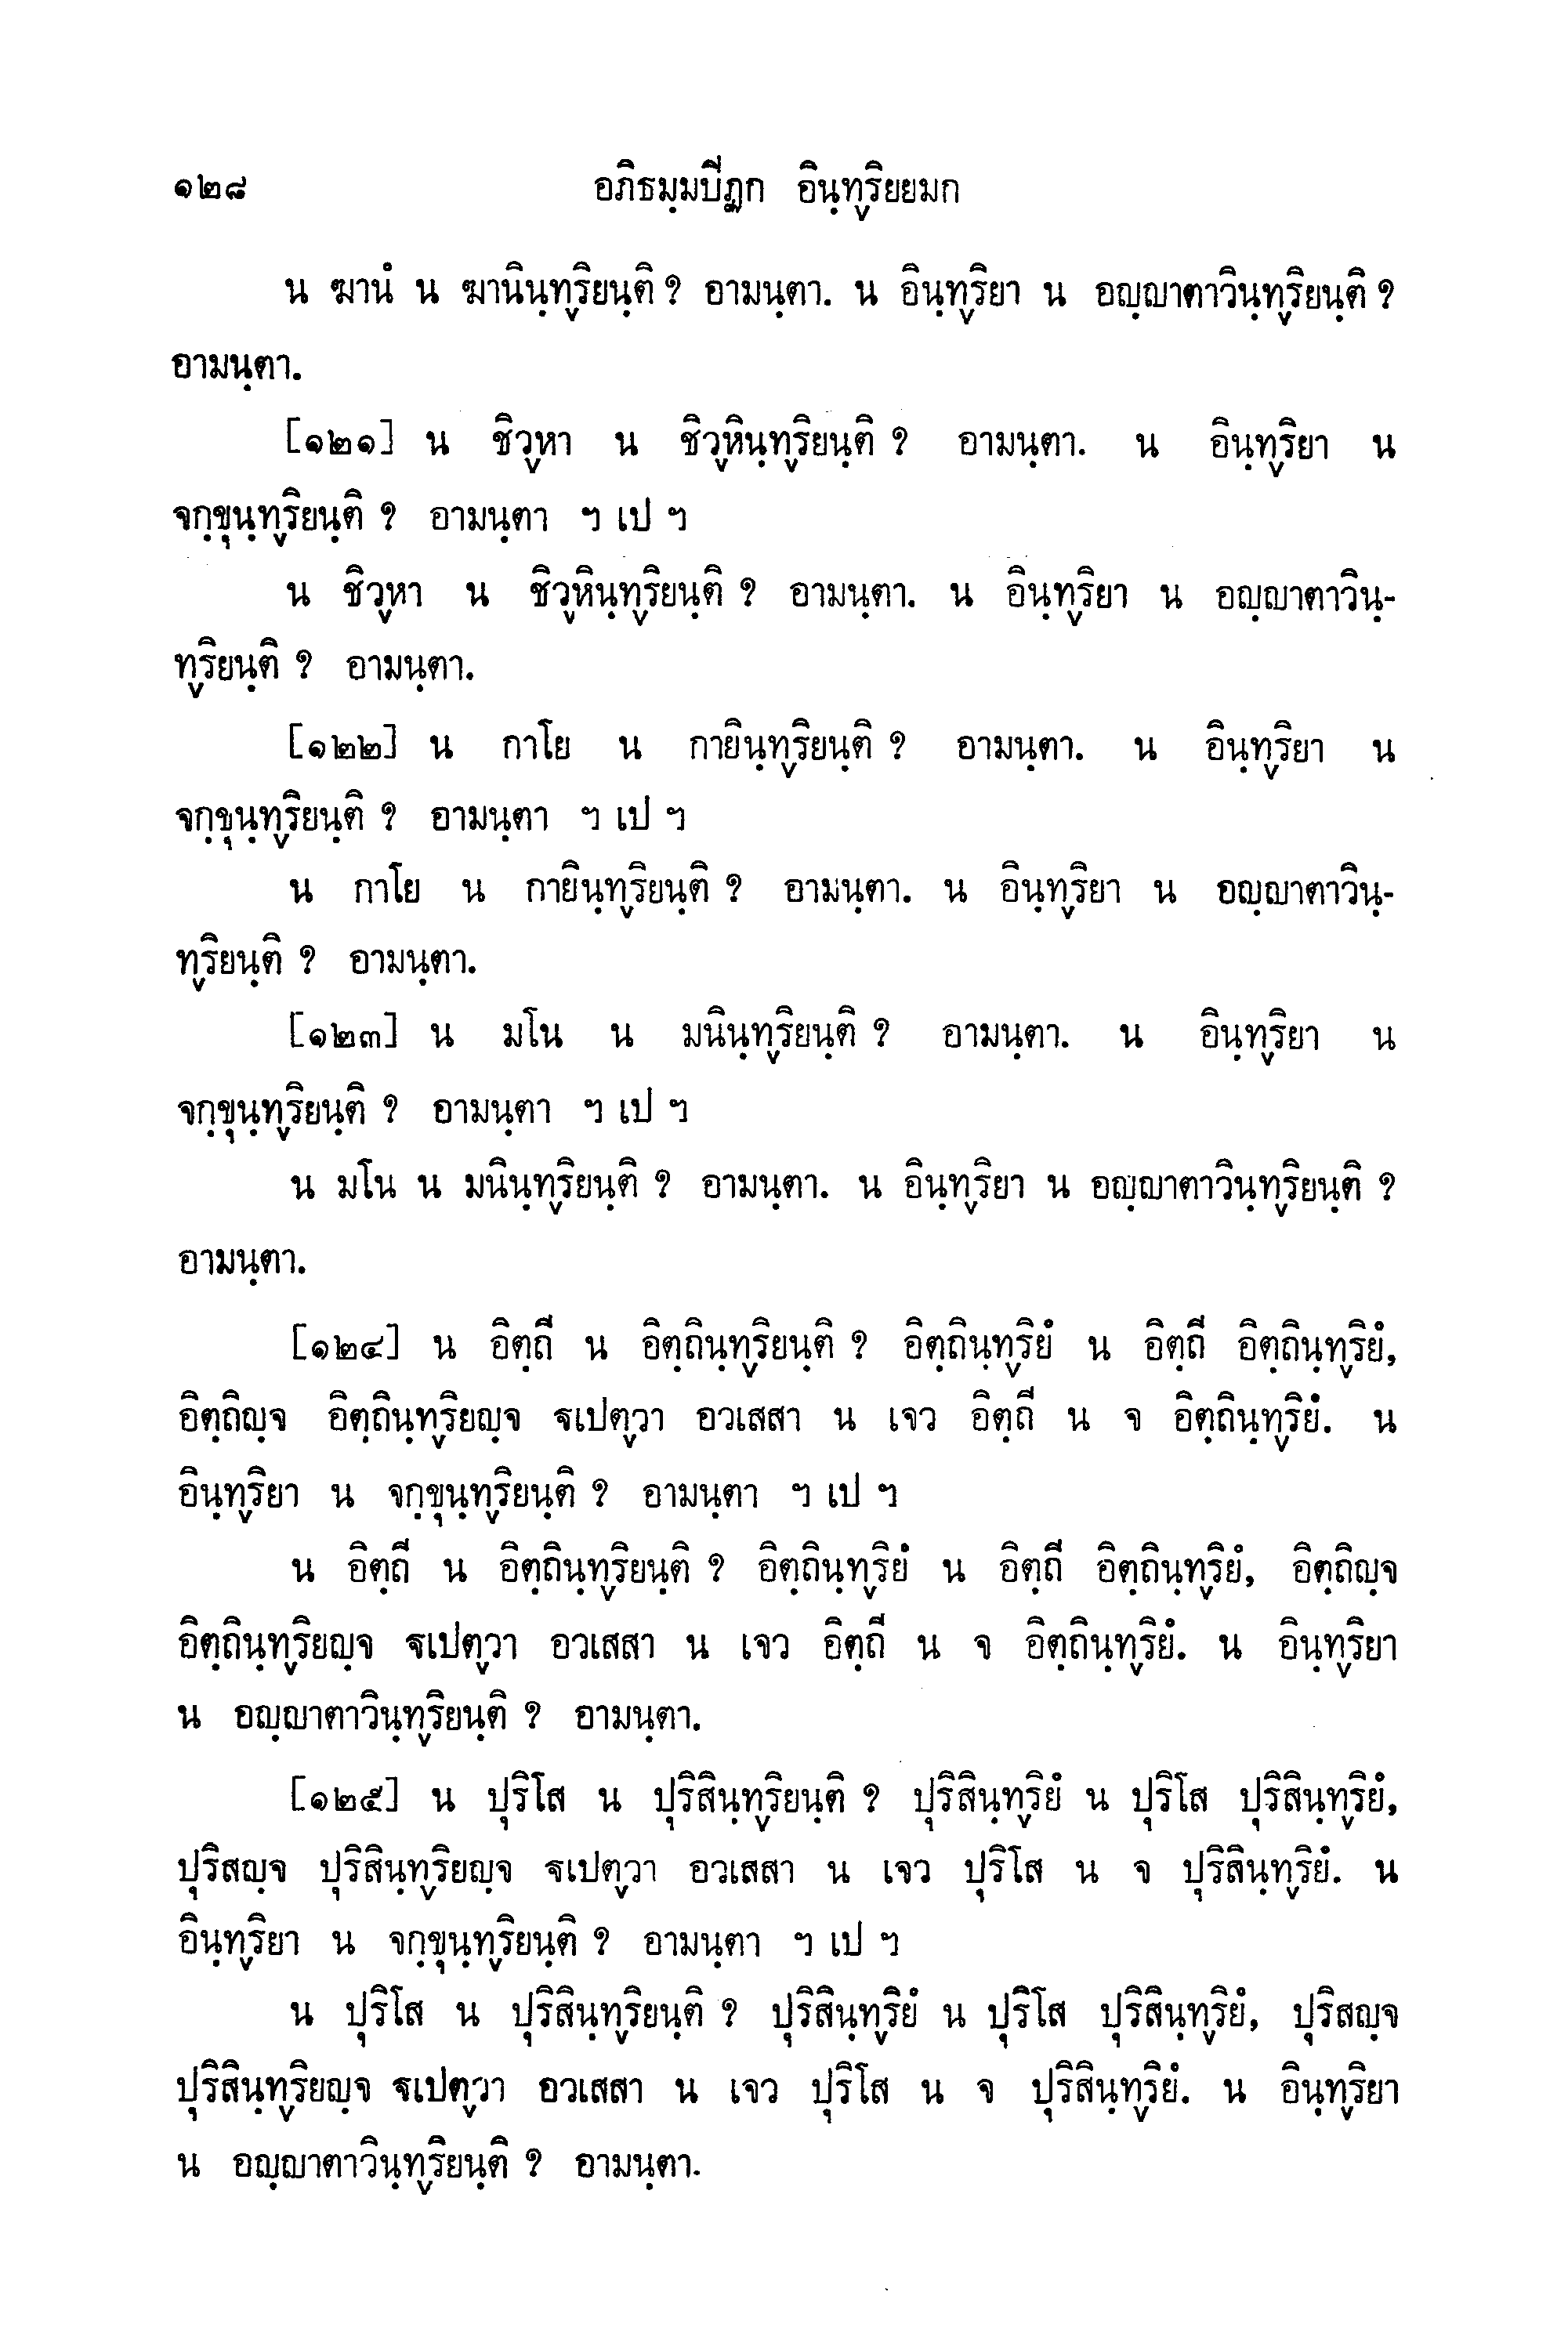 ๑๒๘ อภิธมฺมบีฏก อินฺทฺริยยมก
น ฆานํ น ฆานินฺทฺริยนฺติ ? อามนฺตา. น อินฺทฺริยา น อญฺญาตาวินฺทฺริยนฺติ ?
อามนฺตา.
[๑๒๑] น ชิวฺหา น ชิวฺหินฺทฺริยนฺติ ? อามนฺตา. น อินฺทฺริยา น
จกฺขุนฺทฺริยนฺติ ? อามนฺตา ฯ เป ฯ
น ชิวฺหา น ชิวฺหินฺทฺริยนฺติ ? อามนฺตา. น อินฺทฺริยา น อญฺญาตาวินฺ-
ทฺริยนฺติ ? อามนฺตา.
[๑๒๒] น กาโย น กายินฺทฺริยนฺติ ? อามนฺตา. น อินฺทฺริยา น
จกฺขุนฺทฺริยนฺติ ? อามนฺตา ฯ เป ฯ
น กาโย น กายินฺทฺริยนฺติ ? อามนฺตา. น อินฺทฺริยา น อญฺญาตาวินฺ-
ทฺริยนฺติ ? อามนฺตา.
[๑๒๓] น มโน น มนินฺทฺริยนฺติ ? อามนฺตา. น อินฺทฺริยา น
จกฺขุนฺทฺริยนฺติ ? อามนฺตา ฯ เป ฯ
น มโน น มนินฺทฺริยนฺติ ? อามนฺตา. น อินฺทฺริยา น อญฺญาตาวินฺทฺริยนฺติ ?
อามนฺตา.
[๑๒๔] น อิตฺถี น อิตฺถินฺทฺริยนฺติ ? อิตฺถินฺทฺริยํ น อิตฺถี อิตฺถินฺทฺริยํ,
อิตฺถิญฺจ อิตฺถินฺทฺริยญฺจ ฐเปตฺวา อวเสสา น เจว อิตฺถี น จ อิตฺถินฺทฺริยํ. น
อินฺทฺริยา น จกฺขุนฺทฺริยนฺติ ? อามนฺตา ฯ เป ฯ
น อิตฺถี น อิตฺถินฺทฺริยนฺติ ? อิตฺถินฺทฺริยํ น อิตฺถี อิตฺถินฺทฺริยํ, อิตฺถิญฺจ
อิตฺถินฺทฺริยญฺจ ฐเปตฺวา อวเสสา น เจว อิตฺถี น จ อิตฺถินฺทฺริยํ. น อินฺทฺริยา
น อญฺญาตาวินฺทฺริยนฺติ ? อามนฺตา.
[๑๒๕] น ปุริโส น ปุริสินฺทฺริยนฺติ ? ปุริสินฺทฺริยํ น ปุริโส ปุริสินฺทฺริยํ,
ปุริสญฺจ ปุริสินฺทฺริยญฺจ ฐเปตฺวา อวเสสา น เจว ปุริโส น จ ปุริสินฺทฺริยํ. น
อินฺทฺริยา น จกฺขุนฺทฺริยนฺติ ? อามนฺตา ฯ เป ฯ
น ปุริโส น ปุริสินฺทฺริยนฺติ ? ปุริสินฺทฺริยํ น ปุริโส ปุริสินฺทฺริยํ, ปุริสญฺจ
ปุริสินฺทฺริยญฺจ ฐเปตฺวา อวเสสา น เจว ปุริโส น จ ปุริสินฺทฺริยํ. น อินฺทฺริยา
น อญฺญาตาวินฺทฺริยนฺติ ? อามนฺตา.